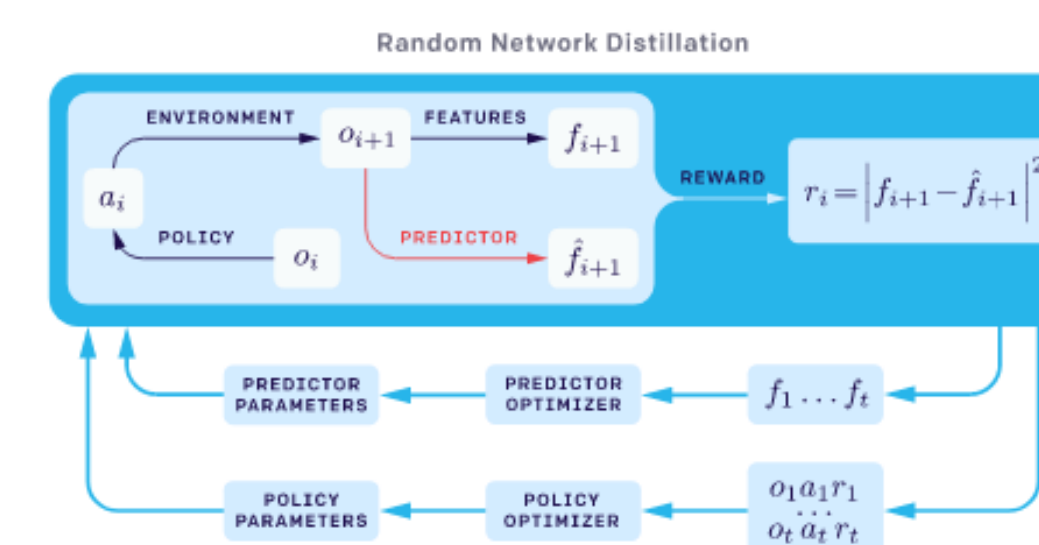 Random Network Distillation
ENVIRONMENT
o_{i+1}
FEATURES
f_{i+1}
a_i
REWARD
r_i = |f_{i+1} − f̂_{i+1}|²
POLICY
o_i
PREDICTOR
f̂_{i+1}
PREDICTOR
PARAMETERS
PREDICTOR
OPTIMIZER
f_1 ... f_t
POLICY
PARAMETERS
POLICY
OPTIMIZER
o_1 a_1 r_1
...
o_t a_t r_t